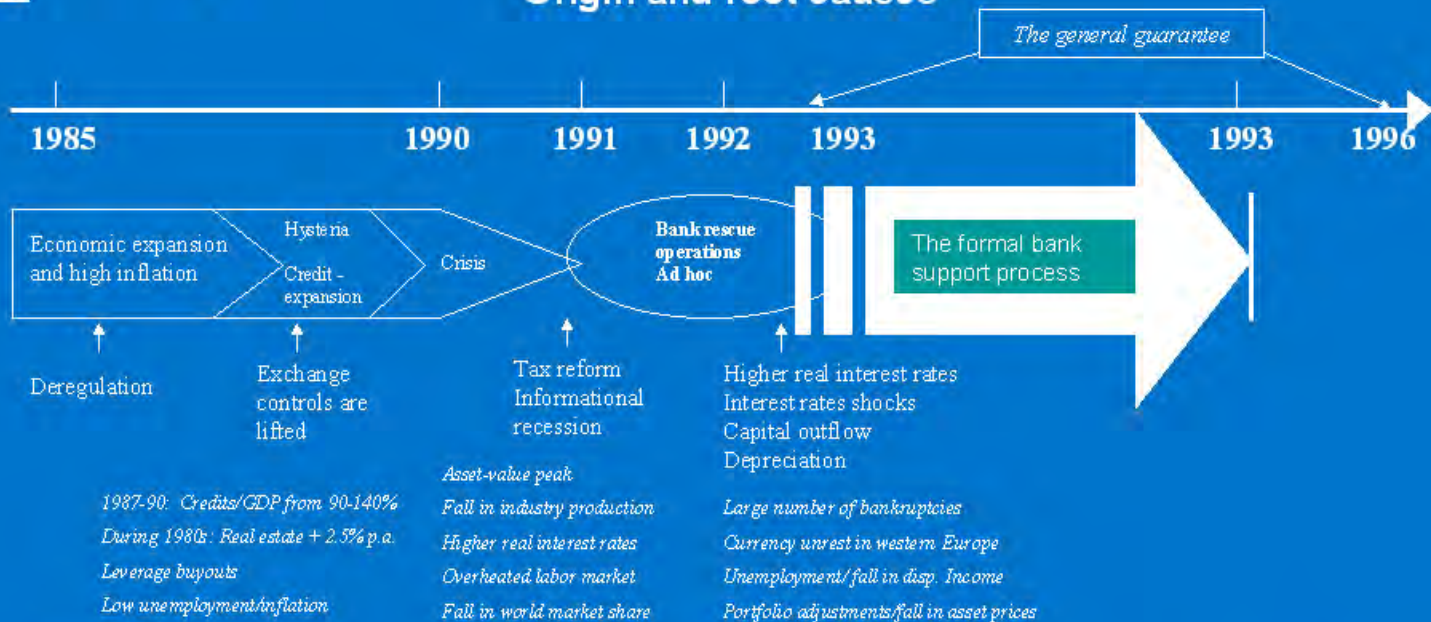 Origin and root causes
The general guarantee
1985 1990 1991 1992 1993 1993 1996
Economic expansion
and high inflation
Hysteria
Credit -
expansion
Crisis
Bank rescue
operations
Ad hoc
The formal bank
support process
Deregulation
Exchange
controls are
lifted
Tax reform
Informational
recession
Higher real interest rates
Interest rates shocks
Capital outflow
Depreciation
1987-90: Credits/GDP from 90-140%
During 1980s: Real estate + 2.5% p.a.
Leverage buyouts
Low unemployment/inflation
Asset-value peak
Fall in industry production
Higher real interest rates
Overheated labor market
Fall in world market share
Large number of bankruptcies
Currency unrest in western Europe
Unemployment/ fall in disp. Income
Portfolio adjustments/fall in asset prices